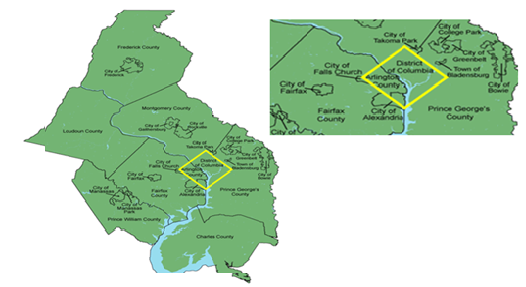 Frederick County
City of
Frederick
Montgomery County
Loudoun County
City of
Gaithersburg
City of
Rockville
City of
Takoma Park
City of
College Park
City of
Greenbelt
Town of
Bladensburg
City of
Bowie
City of
Falls Church
District
of Columbia
Arlington
County
City of
Fairfax
Fairfax
County
City of
Alexandria
Prince George's
County
City of
Manassas
City of
Manassas
Park
Prince William County
Charles County
City of
Takoma Park
City of
College Park
City of
Greenbelt
Town of
Bladensburg
City of
Bowie
City of
Falls Church
District
of Columbia
Arlington
County
City of
Fairfax
Fairfax
County
City of
Alexandria
Prince George's
County